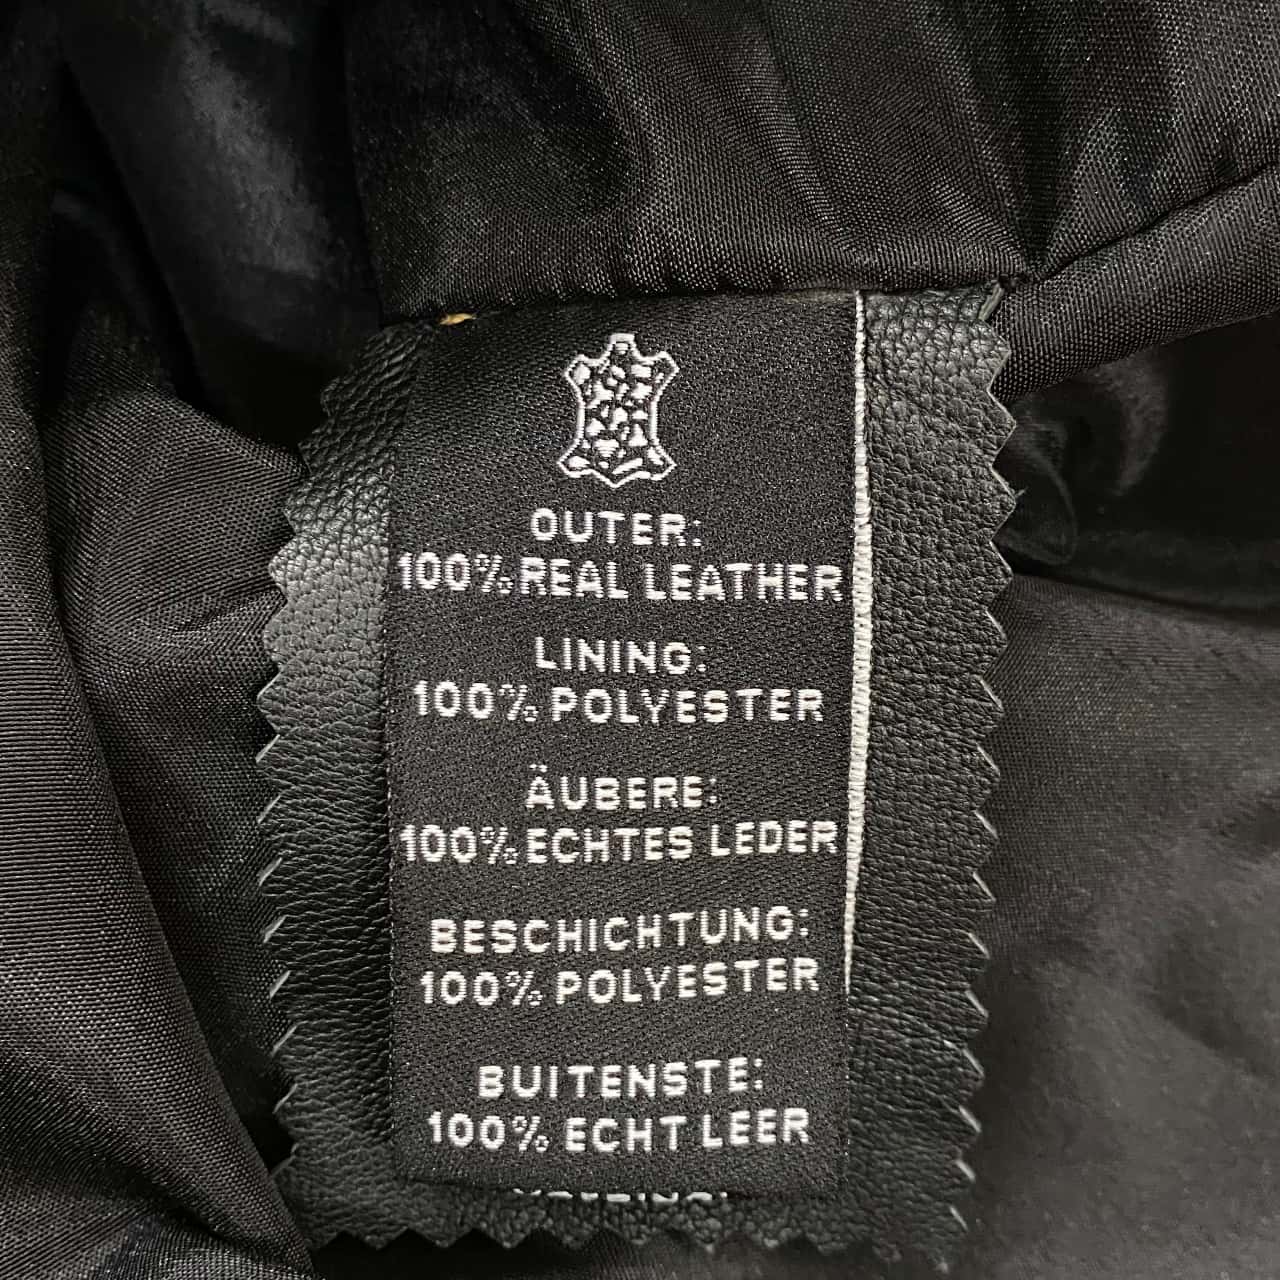 OUTER:
100% REAL LEATHER
LINING:
100% POLYESTER
ÄUBERE:
100% ECHTES LEDER
BESCHICHTUNG:
100% POLYESTER
BUITENSTE:
100% ECHT LEER